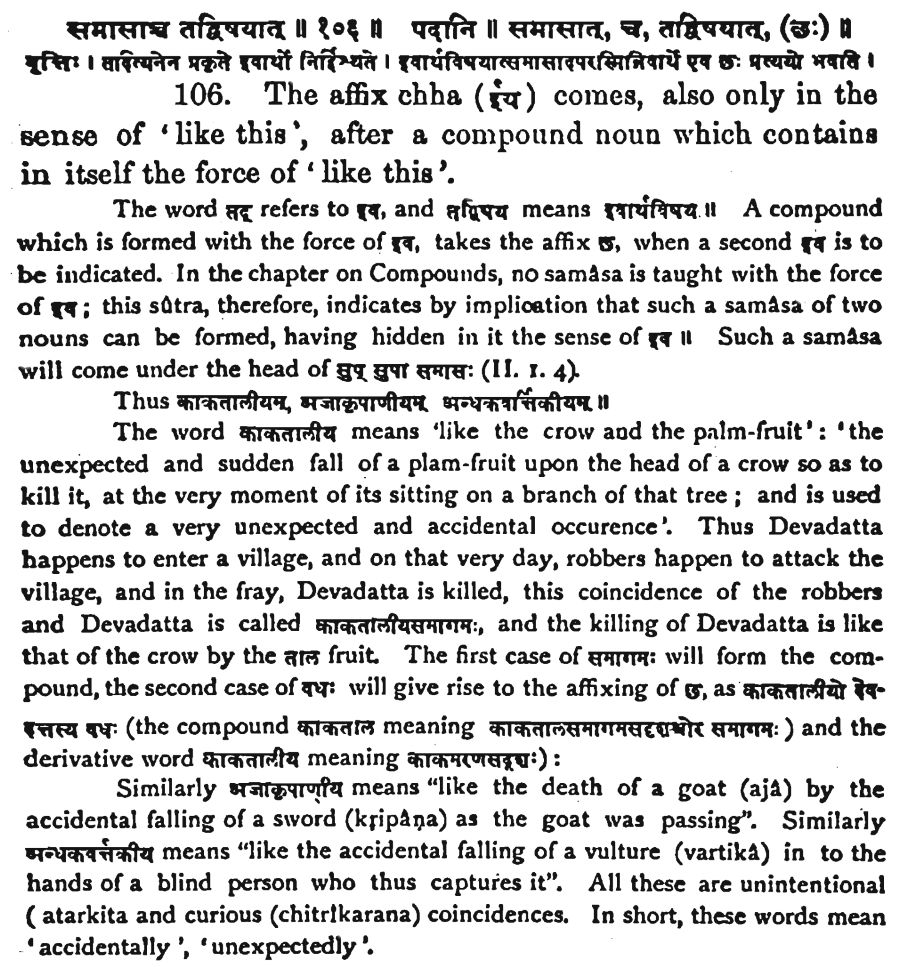 समासाच्च तद्विषयात् ॥ १०६ ॥ पदानि ॥ समासात्, च, तद्विषयात्, (छः) ॥
वृत्तिः । तदित्यनेन प्रकृते इवार्थो निर्दिश्यते । इवार्थविषयात्समासादपरस्मिन्निवार्थे एव छः प्रत्ययो भवति ।
106. The affix chha (ईय) comes, also only in the
sense of ‘like this’, after a compound noun which contains
in itself the force of ‘like this’.
The word तद् refers to इव, and तद्विषय means इवार्थविषय ॥ A compound
which is formed with the force of इव, takes the affix छ, when a second इव is to
be indicated. In the chapter on Compounds, no samâsa is taught with the force
of इव; this sûtra, therefore, indicates by implication that such a samâsa of two
nouns can be formed, having hidden in it the sense of इव ॥ Such a samâsa
will come under the head of सुप् सुपा समासः (II. 1. 4).
Thus काकतालीयम्, अजाकृपाणीयम् अन्धकवर्त्तिकीयम् ॥
The word काकतालीय means ‘like the crow and the palm-fruit’: ‘the
unexpected and sudden fall of a plam-fruit upon the head of a crow so as to
kill it, at the very moment of its sitting on a branch of that tree; and is used
to denote a very unexpected and accidental occurence’. Thus Devadatta
happens to enter a village, and on that very day, robbers happen to attack the
village, and in the fray, Devadatta is killed, this coincidence of the robbers
and Devadatta is called काकतालीयसमागमः, and the killing of Devadatta is like
that of the crow by the ताल fruit. The first case of समागमः will form the com-
pound, the second case of वधः will give rise to the affixing of छ, as काकतालीयो देव-
दत्तस्य वधः (the compound काकताल meaning काकतालसमागमसदृशश्चोर समागमः) and the
derivative word काकतालीय meaning काकमरणसदृशः):
Similarly अजाकृपाणीय means “like the death of a goat (ajâ) by the
accidental falling of a sword (kṛipâṇa) as the goat was passing”. Similarly
अन्धकवर्त्तकीय means “like the accidental falling of a vulture (vartikâ) in to the
hands of a blind person who thus captures it”. All these are unintentional
( atarkita and curious (chitrîkarana) coincidences. In short, these words mean
‘accidentally’, ‘unexpectedly’.